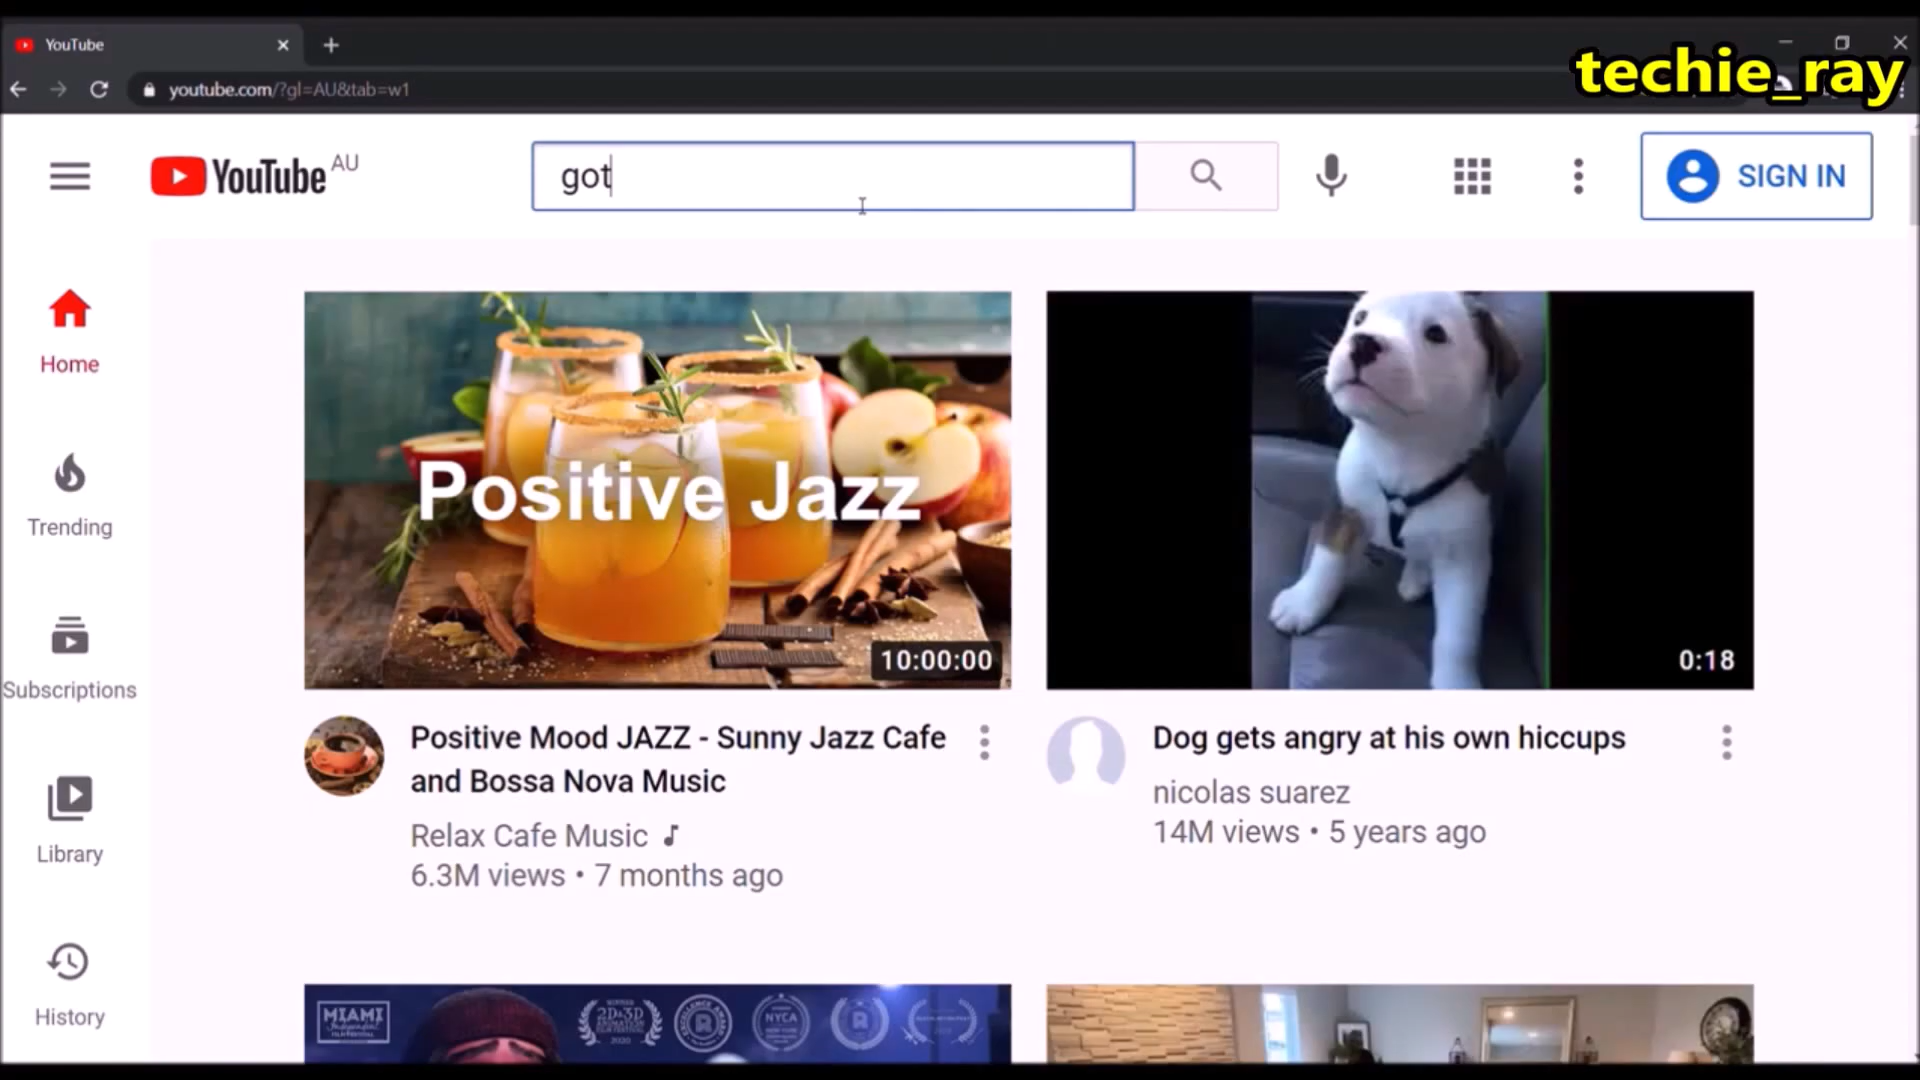 YouTube
youtube.com/?gl=AU&tab=w1
techie_ray
YouTube AU
got
SIGN IN
Home
Trending
Subscriptions
Library
History
Positive Jazz
10:00:00
0:18
Positive Mood JAZZ - Sunny Jazz Cafe
and Bossa Nova Music
Relax Cafe Music
6.3M views • 7 months ago
Dog gets angry at his own hiccups
nicolas suarez
14M views • 5 years ago
MIAMI
2D&3D
2020
NYCA